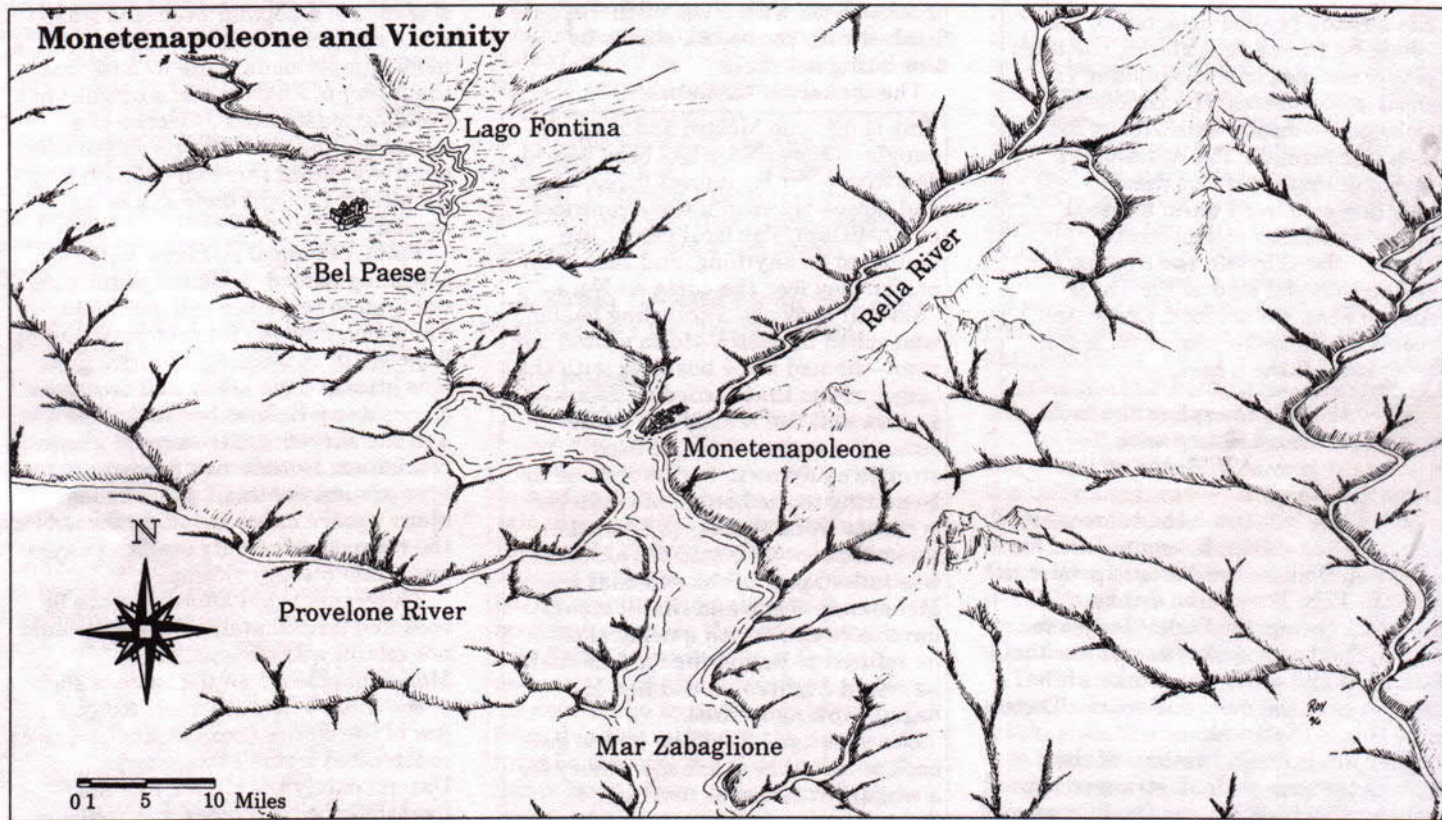 Monetenapoleone and Vicinity
Lago Fontina
Bel Paese
Rella River
Monetenapoleone
N
Provelone River
Mar Zabaglione
0 1 5 10 Miles